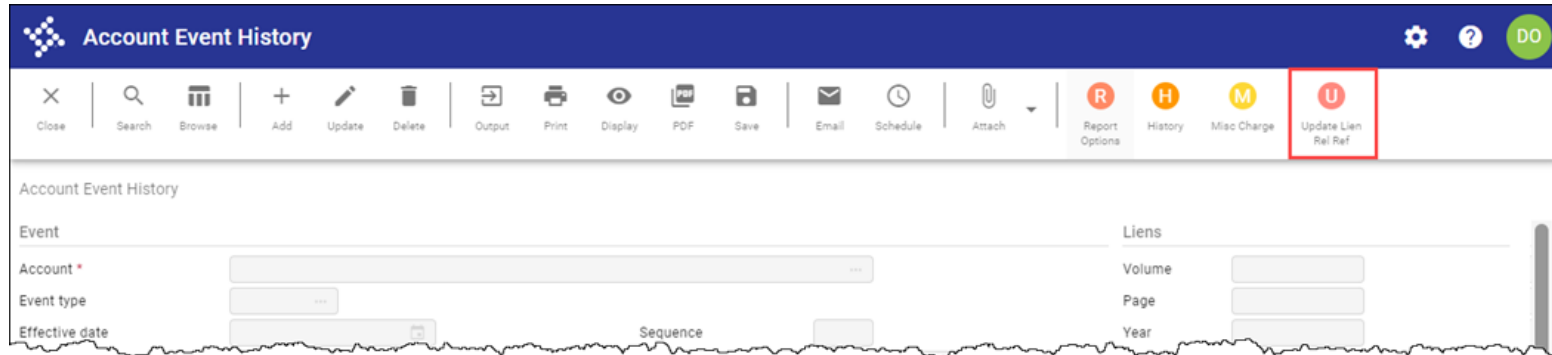 Account Event History
DO
Close
Search
Browse
Add
Update
Delete
Output
Print
Display
PDF
PDF
Save
Email
Schedule
Attach
R
Report
Options
H
History
M
Misc Charge
U
Update Lien
Rel Ref
Account Event History
Event
Liens
Account *
Volume
Event type
Page
Effective date
Sequence
Year